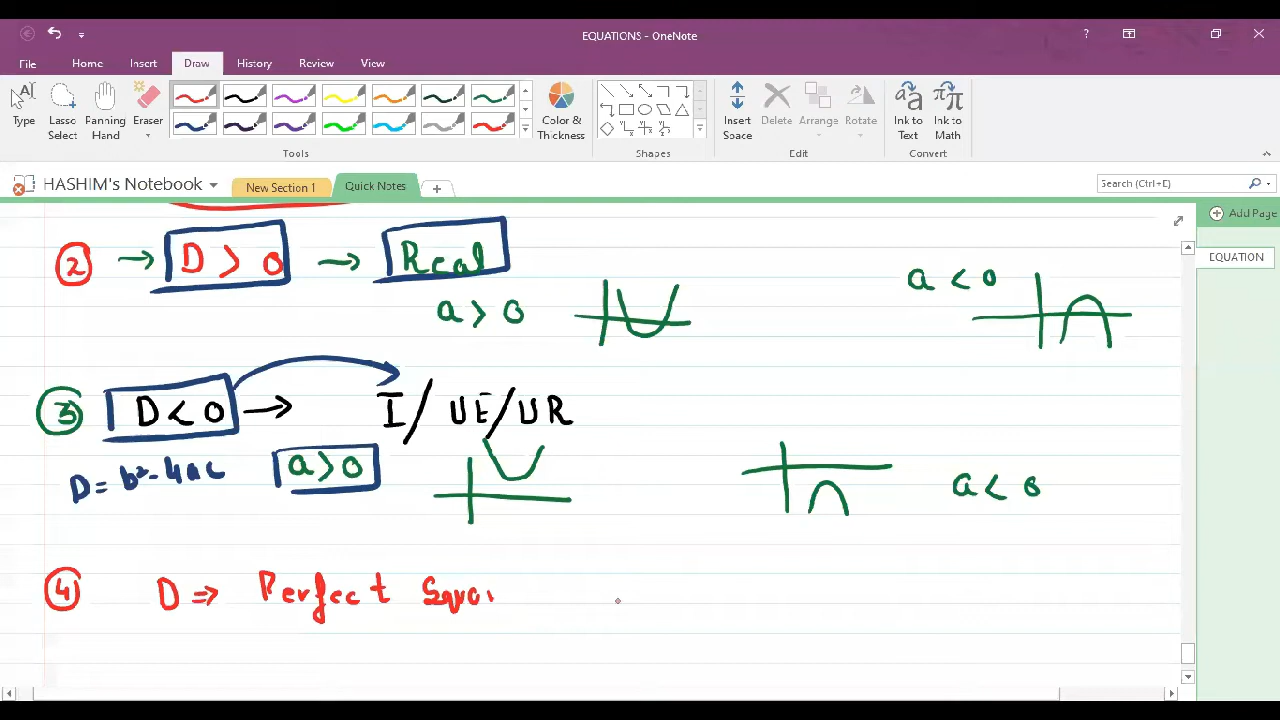 EQUATIONS - OneNote
?
File Home Insert Draw History Review View
Type Lasso Select Panning Hand Eraser Color & Thickness Insert Space Delete Arrange Rotate Ink to Text Ink to Math
Tools Shapes Edit Convert
HASHIM's Notebook New Section 1 Quick Notes + Search (Ctrl+E)
Add Page
EQUATION
② → D > 0 → Real
a > 0 a < 0
③ D < 0 → I / UE / UR
D = b²-4ac a > 0 a < 0
④ D ⇒ Perfect Squar